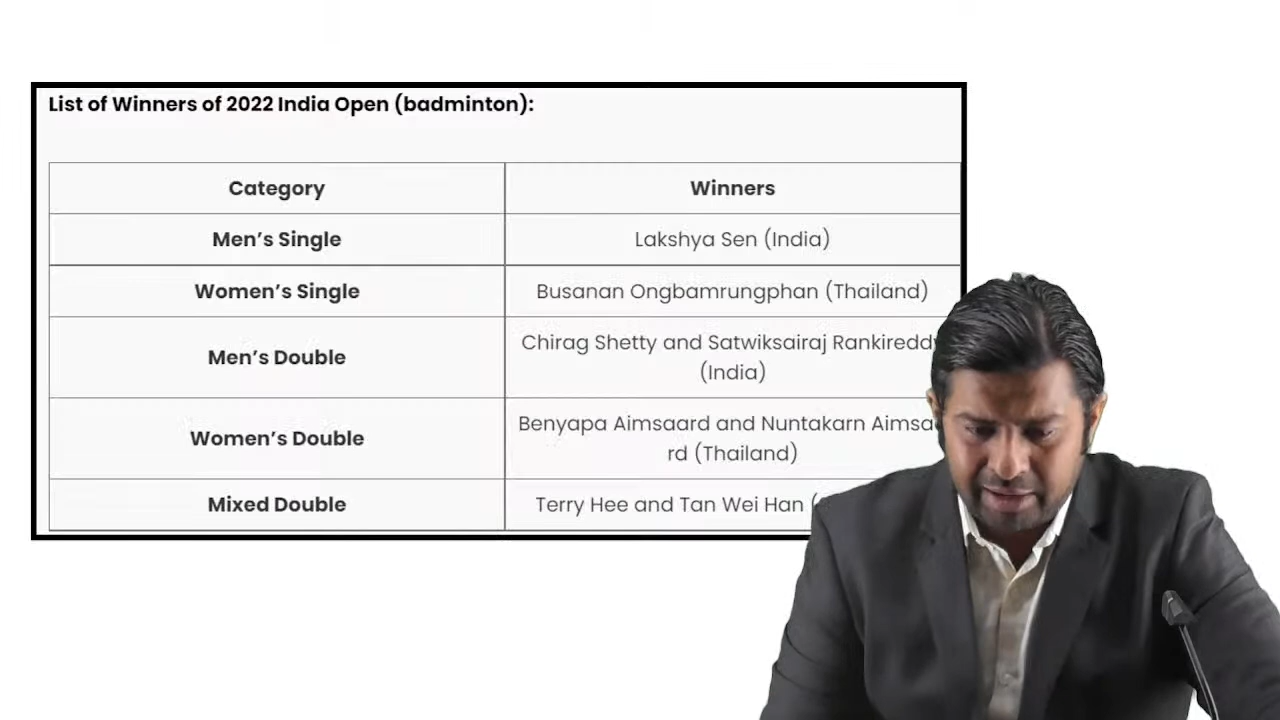 List of Winners of 2022 India Open (badminton):
Category Winners
Men’s Single Lakshya Sen (India)
Women’s Single Busanan Ongbamrungphan (Thailand)
Men’s Double Chirag Shetty and Satwiksairaj Rankireddy
(India)
Women’s Double Benyapa Aimsaard and Nuntakarn Aimsa
rd (Thailand)
Mixed Double Terry Hee and Tan Wei Han (